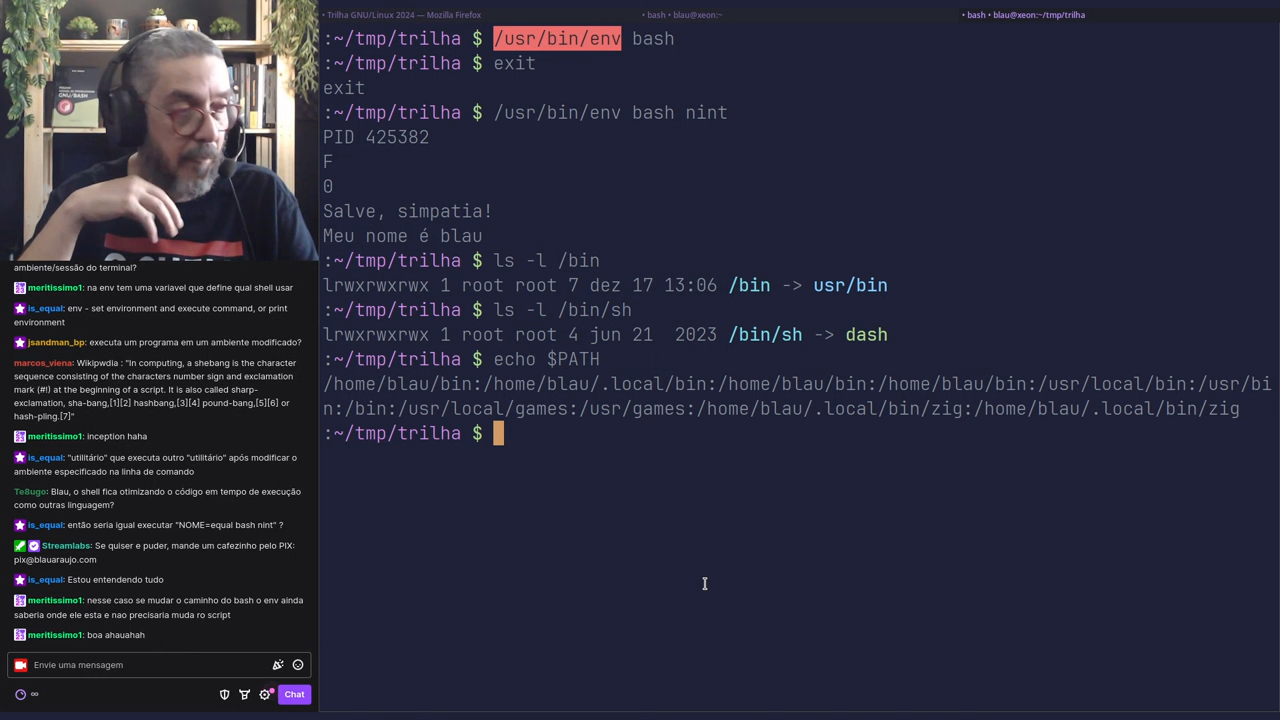 • Trilha GNU/Linux 2024 — Mozilla Firefox
• bash • blau@xeon:~
• bash • blau@xeon:~/tmp/trilha
:~/tmp/trilha $ /usr/bin/env bash
:~/tmp/trilha $ exit
exit
:~/tmp/trilha $ /usr/bin/env bash nint
PID 425382
F
0
Salve, simpatia!
Meu nome é blau
:~/tmp/trilha $ ls -l /bin
lrwxrwxrwx 1 root root 7 dez 17 13:06 /bin -> usr/bin
:~/tmp/trilha $ ls -l /bin/sh
lrwxrwxrwx 1 root root 4 jun 21  2023 /bin/sh -> dash
:~/tmp/trilha $ echo $PATH
/home/blau/bin:/home/blau/.local/bin:/home/blau/bin:/home/blau/bin:/usr/local/bin:/usr/bi
n:/bin:/usr/local/games:/usr/games:/home/blau/.local/bin/zig:/home/blau/.local/bin/zig
:~/tmp/trilha $
GNU/BASH
ambiente/sessão do terminal?
meritissimo1: na env tem uma variavel que define qual shell usar
is_equal: env - set environment and execute command, or print
environment
jsandman_bp: executa um programa em um ambiente modificado?
marcos_viena: Wikipwdia : "In computing, a shebang is the character
sequence consisting of the characters number sign and exclamation
mark (#!) at the beginning of a script. It is also called sharp-
exclamation, sha-bang,[1][2] hashbang,[3][4] pound-bang,[5][6] or
hash-pling.[7]"
meritissimo1: inception haha
is_equal: "utilitário" que executa outro "utilitário" após modificar o
ambiente especificado na linha de comando
Te8ugo: Blau, o shell fica otimizando o código em tempo de execução
como outras linguagem?
is_equal: então seria igual executar "NOME=equal bash nint" ?
Streamlabs: Se quiser e puder, mande um cafezinho pelo PIX:
pix@blauaraujo.com
is_equal: Estou entendendo tudo
meritissimo1: nesse caso se mudar o caminho do bash o env ainda
saberia onde ele esta e nao precisaria muda ro script
meritissimo1: boa ahauahah
Envie uma mensagem
∞
Chat